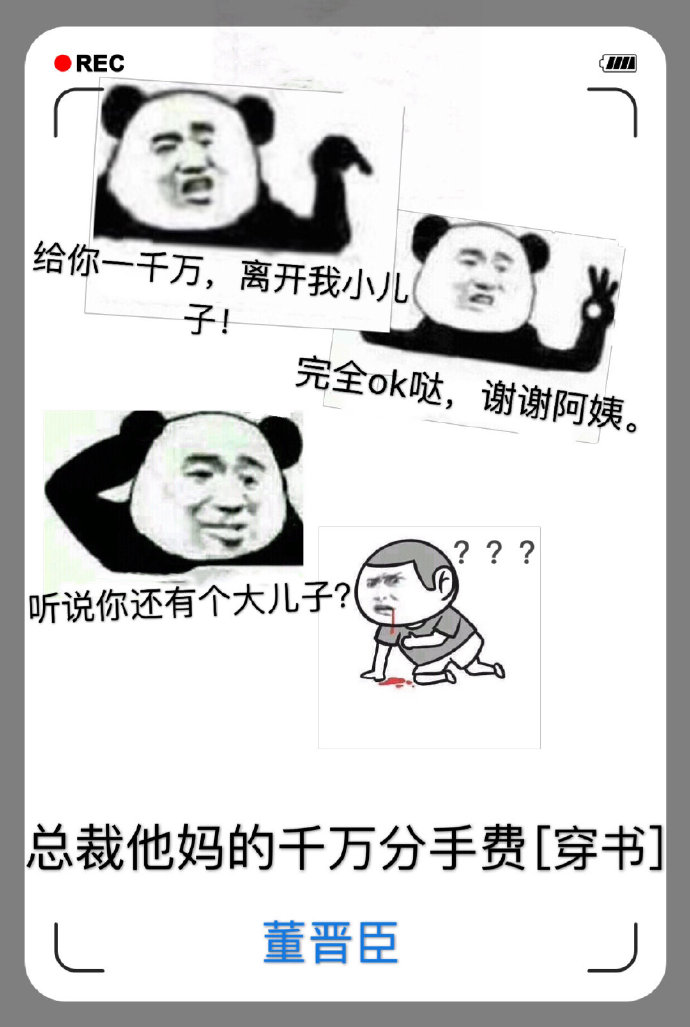 REC
给你一千万，离开我小儿
子！
完全ok哒，谢谢阿姨。
听说你还有个大儿子？
？？？
总裁他妈的千万分手费[穿书]
董晋臣